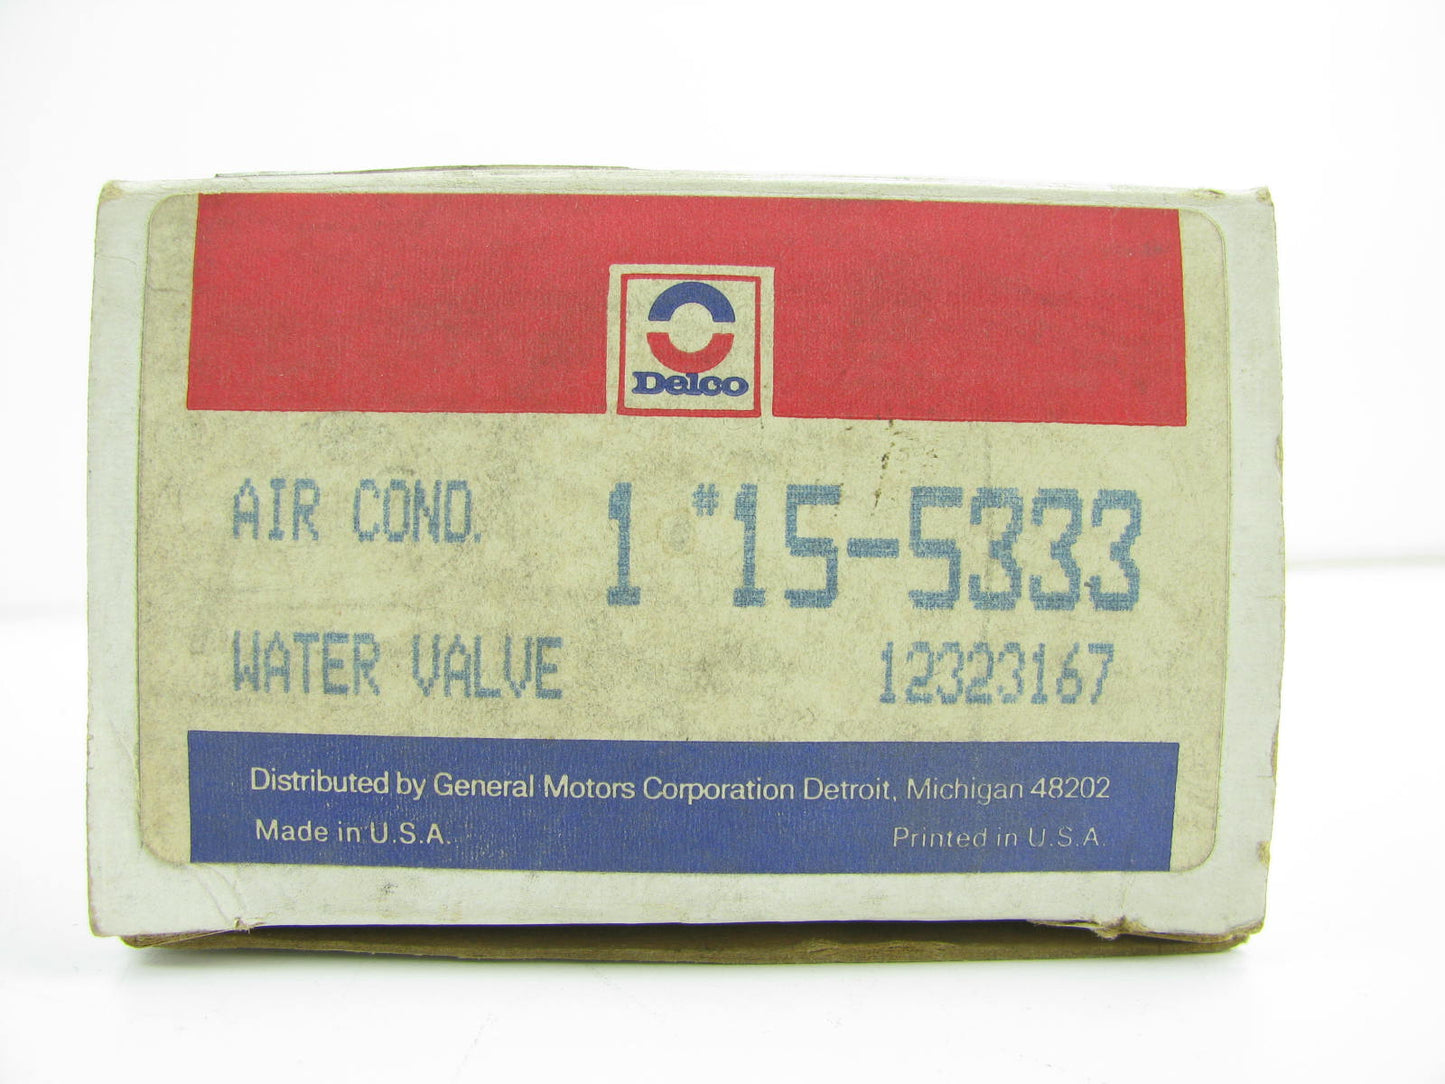 Delco
AIR COND. 1 #15-5333
WATER VALVE 12323167
Distributed by General Motors Corporation Detroit, Michigan 48202
Made in U.S.A. Printed in U.S.A.